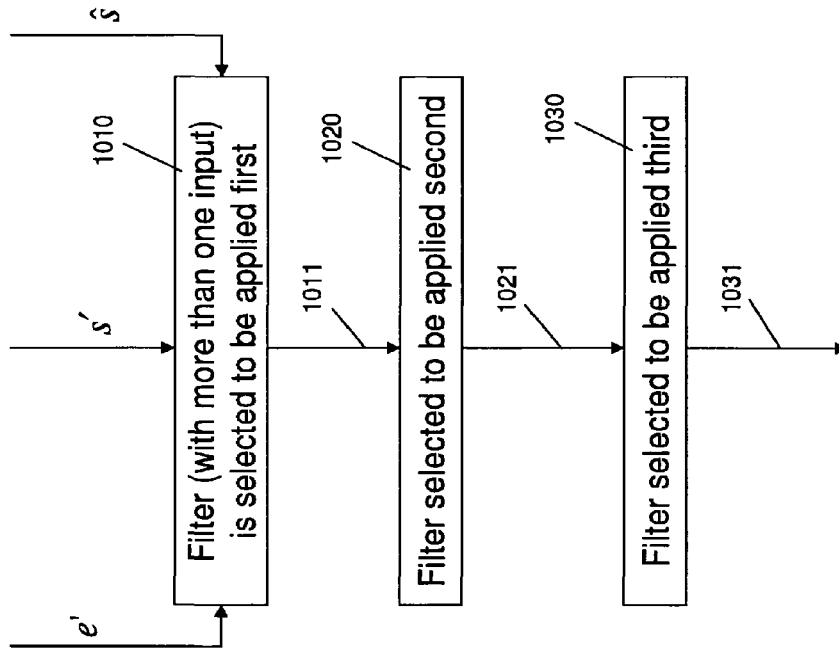 e'
s'
ŝ
1010
Filter (with more than one input)
is selected to be applied first
1011
1020
Filter selected to be applied second
1021
1030
Filter selected to be applied third
1031